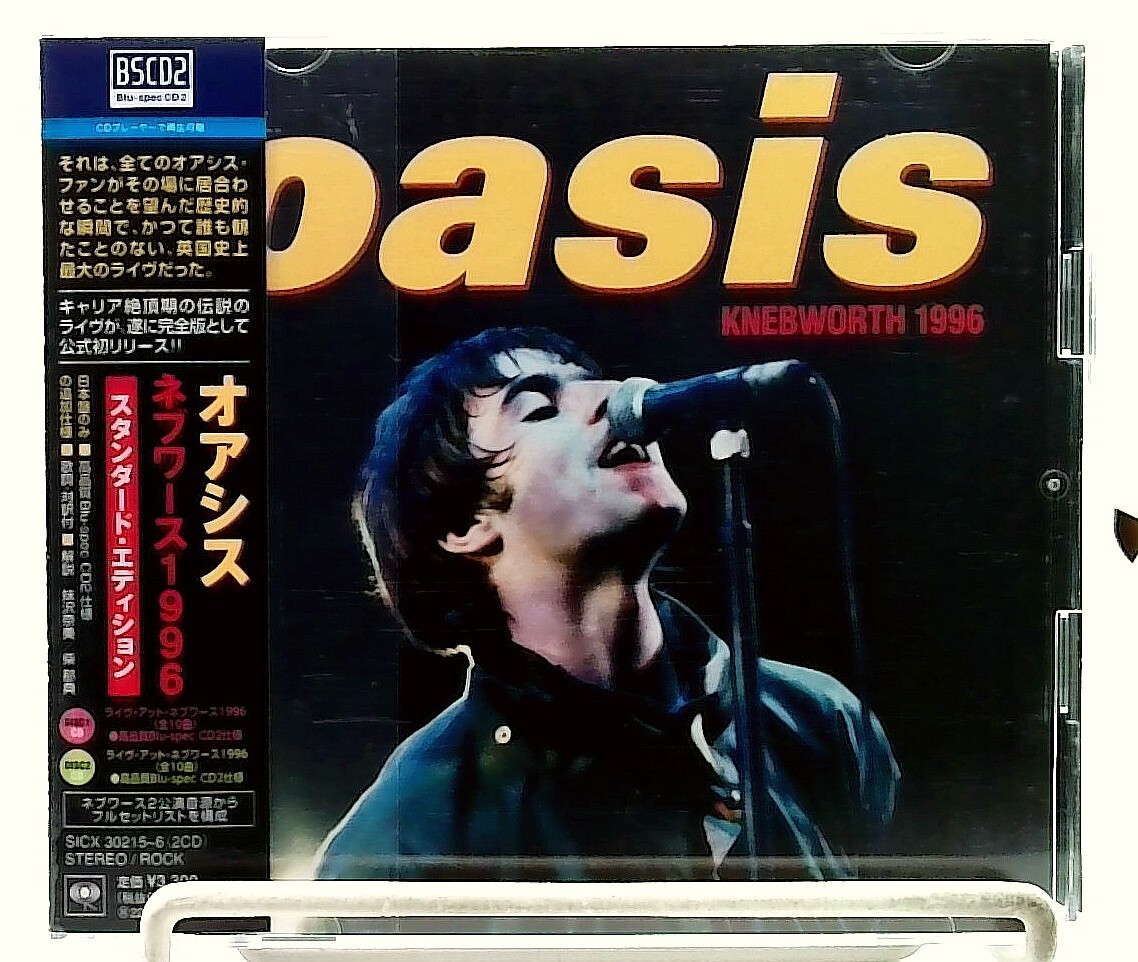 BSCD2
Blu-spec CD2
CDプレーヤーで再生可能
それは、全てのオアシス・
ファンがその場に居合わ
せることを望んだ歴史的
な瞬間で、かつて誰も観
たことのない、英国史上
最大のライヴだった。
キャリア絶頂期の伝説の
ライヴが、遂に完全版として
公式初リリース!!
オアシス
ネブワース1996
スタンダード・エディション
日本盤のみ ■高品質 Blu-spec CD2仕様
の追加仕様 ■歌詞・対訳付 ■解説
DISC1
CD
ライヴ・アット・ネブワース1996
(全10曲)
●高品質Blu-spec CD2仕様
DISC2
CD
ライヴ・アット・ネブワース1996
(全10曲)
●高品質Blu-spec CD2仕様
ネブワース2公演音源から
フルセットリストを構成
SICX 30215~6 (2CD)
STEREO / ROCK
定価 ¥3,300
oasis
KNEBWORTH 1996